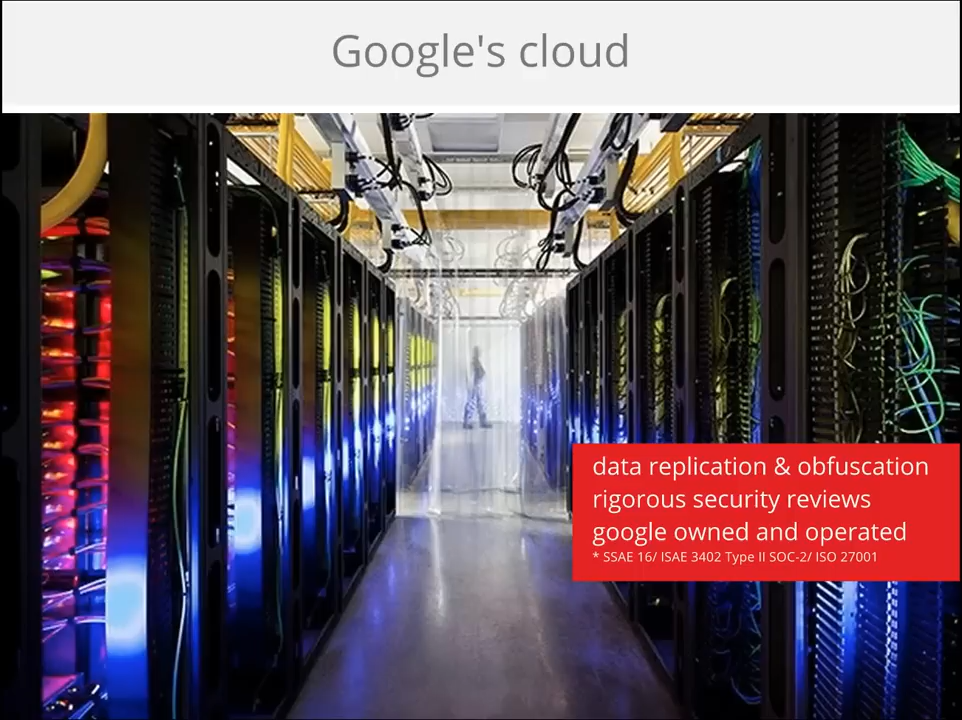 Google's cloud
data replication & obfuscation
rigorous security reviews
google owned and operated
* SSAE 16/ ISAE 3402 Type II SOC-2/ ISO 27001